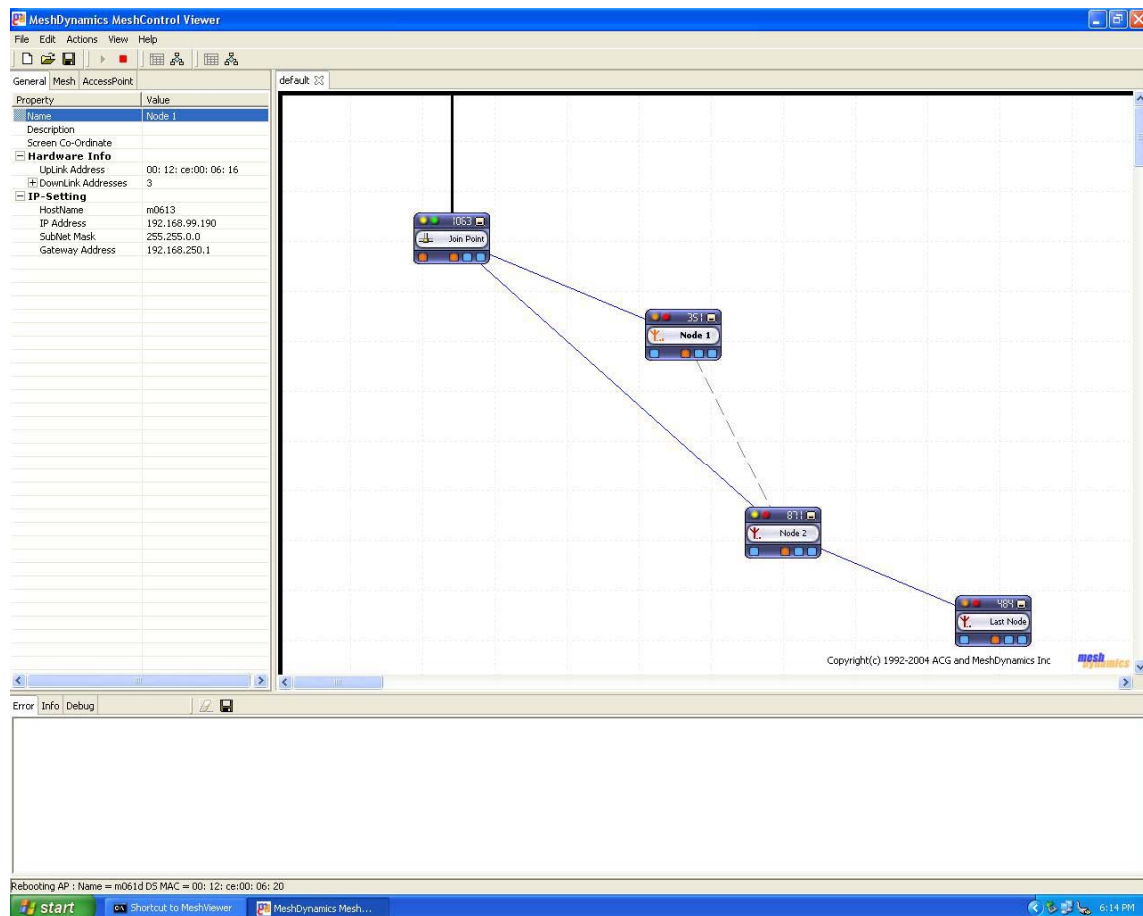 MeshDynamics MeshControl Viewer
File Edit Actions View Help
General Mesh AccessPoint
Property Value
Name Node 1
Description
Screen Co-Ordinate
Hardware Info
UpLink Address 00: 12: ce:00: 06: 16
DownLink Addresses 3
IP-Setting
HostName m0613
IP Address 192.168.99.190
SubNet Mask 255.255.0.0
Gateway Address 192.168.250.1
default
1063
Join Point
351
Node 1
871
Node 2
484
Last Node
Copyright(c) 1992-2004 ACG and MeshDynamics Inc
mesh
dynamics
Error Info Debug
Rebooting AP : Name = m061d DS MAC = 00: 12: ce:00: 06: 20
start
Shortcut to MeshViewer
MeshDynamics Mesh...
6:14 PM